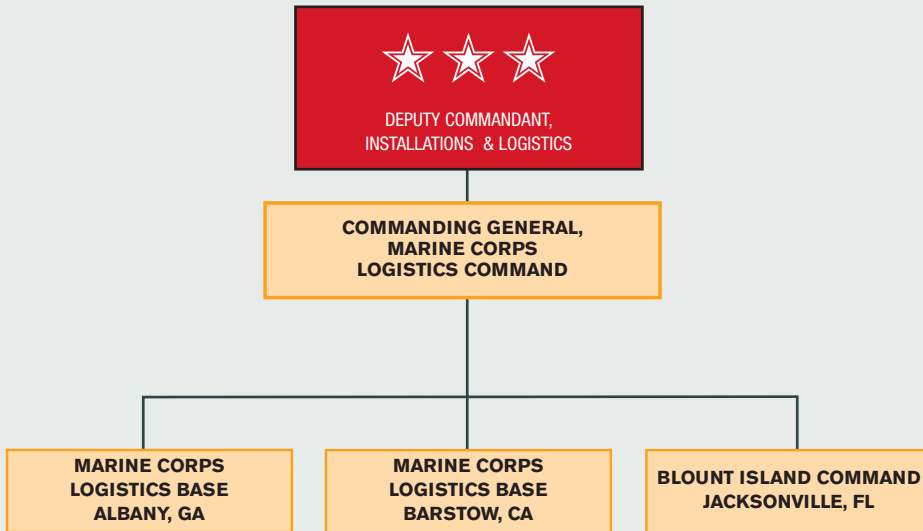 DEPUTY COMMANDANT,
INSTALLATIONS & LOGISTICS
COMMANDING GENERAL,
MARINE CORPS
LOGISTICS COMMAND
MARINE CORPS
LOGISTICS BASE
ALBANY, GA
MARINE CORPS
LOGISTICS BASE
BARSTOW, CA
BLOUNT ISLAND COMMAND
JACKSONVILLE, FL